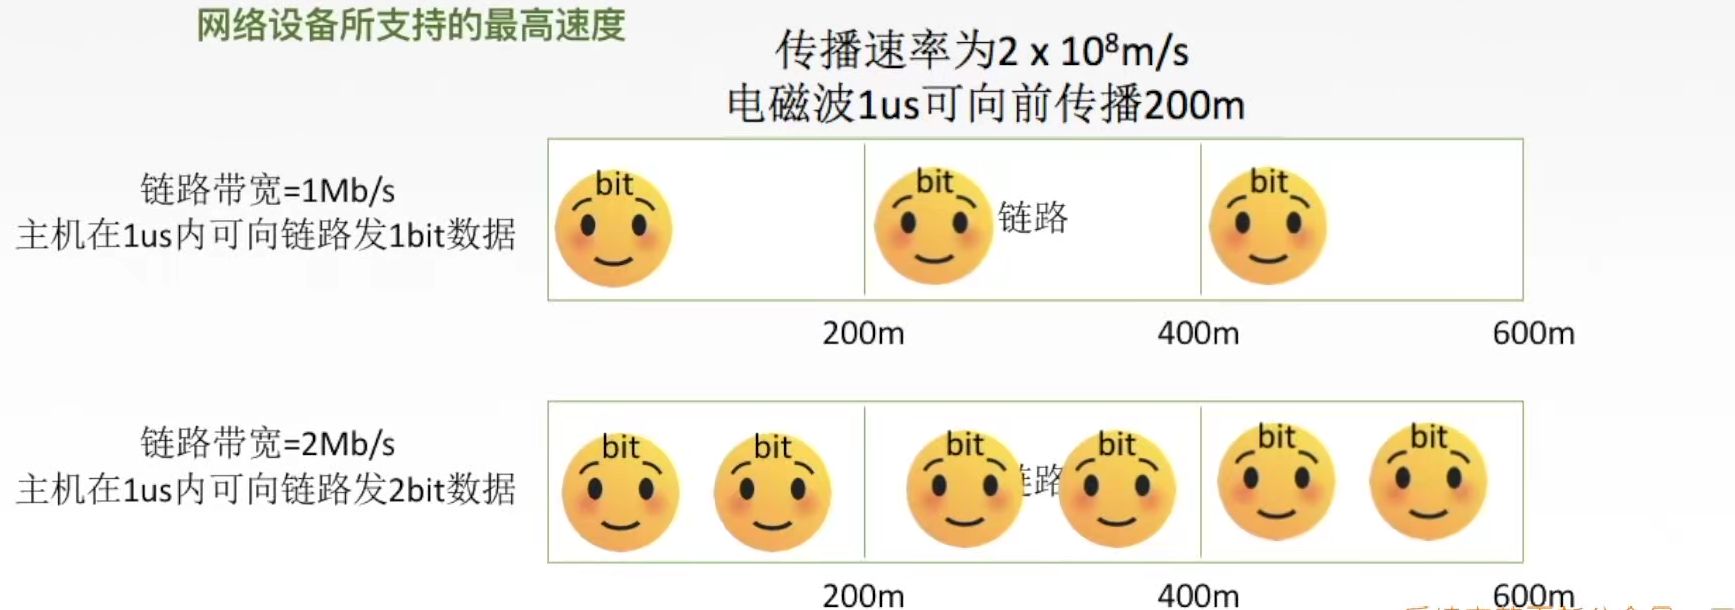 网络设备所支持的最高速度
传播速率为2 x 10⁸m/s
电磁波1us可向前传播200m
链路带宽=1Mb/s
主机在1us内可向链路发1bit数据
bit
bit
链路
bit
200m
400m
600m
链路带宽=2Mb/s
主机在1us内可向链路发2bit数据
bit
bit
bit
路
bit
bit
bit
200m
400m
600m